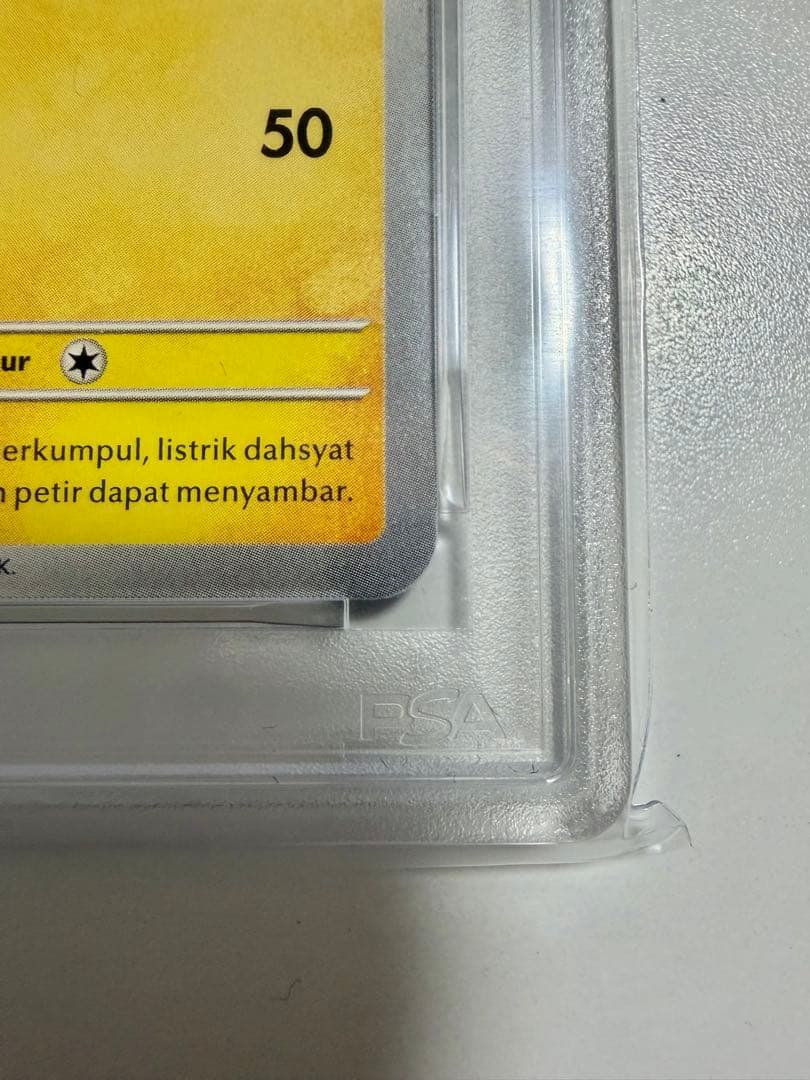 50
ur
erkumpul, listrik dahsyat
petir dapat menyambar.
K.
PSA